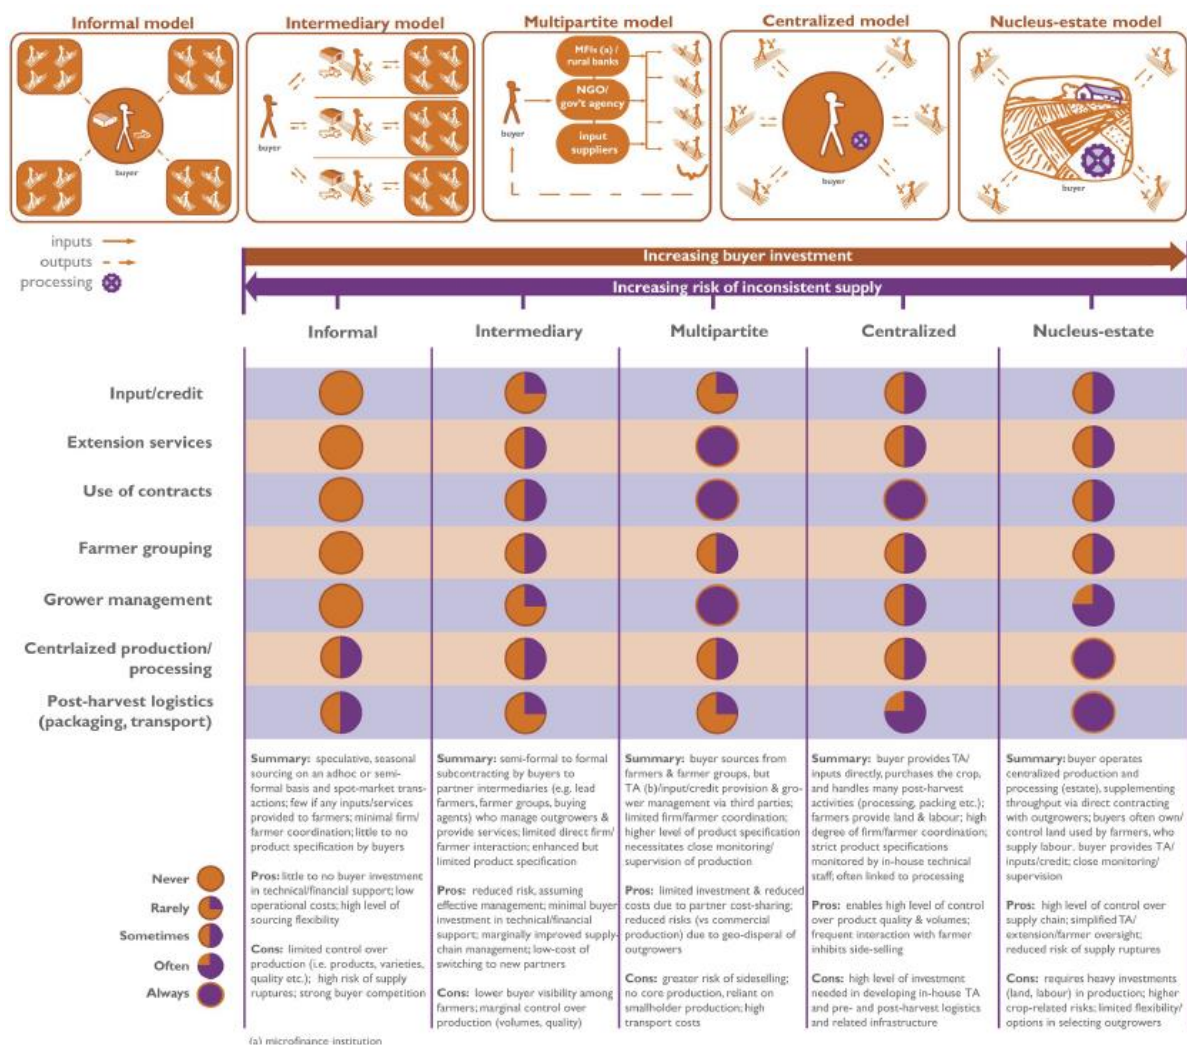 Informal model
Intermediary model
Multipartite model
Centralized model
Nucleus-estate model
buyer
buyer
MFIs (a) /
rural banks
NGO/
gov't agency
input
suppliers
buyer
buyer
buyer
inputs
outputs
processing
Increasing buyer investment
Increasing risk of inconsistent supply
Informal
Intermediary
Multipartite
Centralized
Nucleus-estate
Input/credit
Extension services
Use of contracts
Farmer grouping
Grower management
Centrlaized production/
processing
Post-harvest logistics
(packaging, transport)
Never
Rarely
Sometimes
Often
Always
Summary: speculative, seasonal
sourcing on an adhoc or semi-
formal basis and spot-market trans-
actions; few if any inputs/services
provided to farmers; minimal firm/
farmer coordination; little to no
product specification by buyers
Pros: little to no buyer investment
in technical/financial support; low
operational costs; high level of
sourcing flexibility
Cons: limited control over
production (i.e. products, varieties,
quality etc.); high risk of supply
ruptures; strong buyer competition
Summary: semi-formal to formal
subcontracting by buyers to
partner intermediaries (e.g. lead
farmers, farmer groups, buying
agents) who manage outgrowers &
provide services; limited direct firm/
farmer interaction; enhanced but
limited product specification
Pros: reduced risk, assuming
effective management; minimal buyer
investment in technical/financial
support; marginally improved supply-
chain management; low-cost of
switching to new partners
Cons: lower buyer visibility among
farmers; marginal control over
production (volumes, quality)
Summary: buyer sources from
farmers & farmer groups, but
TA (b)/input/credit provision & gro-
wer management via third parties;
limited firm/farmer coordination;
higher level of product specification
necessitates close monitoring/
supervision of production
Pros: limited investment & reduced
costs due to partner cost-sharing;
reduced risks (vs commercial
production) due to geo-disperal of
outgrowers
Cons: greater risk of sideselling;
no core production, reliant on
smallholder production; high
transport costs
Summary: buyer provides TA/
inputs directly, purchases the crop,
and handles many post-harvest
activities (processing, packing etc.);
farmers provide land & labour; high
degree of firm/farmer coordination;
strict product specifications
monitored by in-house technical
staff; often linked to processing
Pros: enables high level of control
over product quality & volumes;
frequent interaction with farmer
inhibits side-selling
Cons: high level of investment
needed in developing in-house TA
and pre- and post-harvest logistics
and related infrastructure
Summary: buyer operates
centralized production and
processing (estate), supplementing
throughput via direct contracting
with outgrowers; buyers often own/
control land used by farmers, who
supply labour. buyer provides TA/
inputs/credit; close monitoring/
supervision
Pros: high level of control over
supply chain; simplified TA/
extension/farmer oversight;
reduced risk of supply ruptures
Cons: requires heavy investments
(land, labour) in production; higher
crop-related risks; limited flexibility/
options in selecting outgrowers
(a) microfinance institution